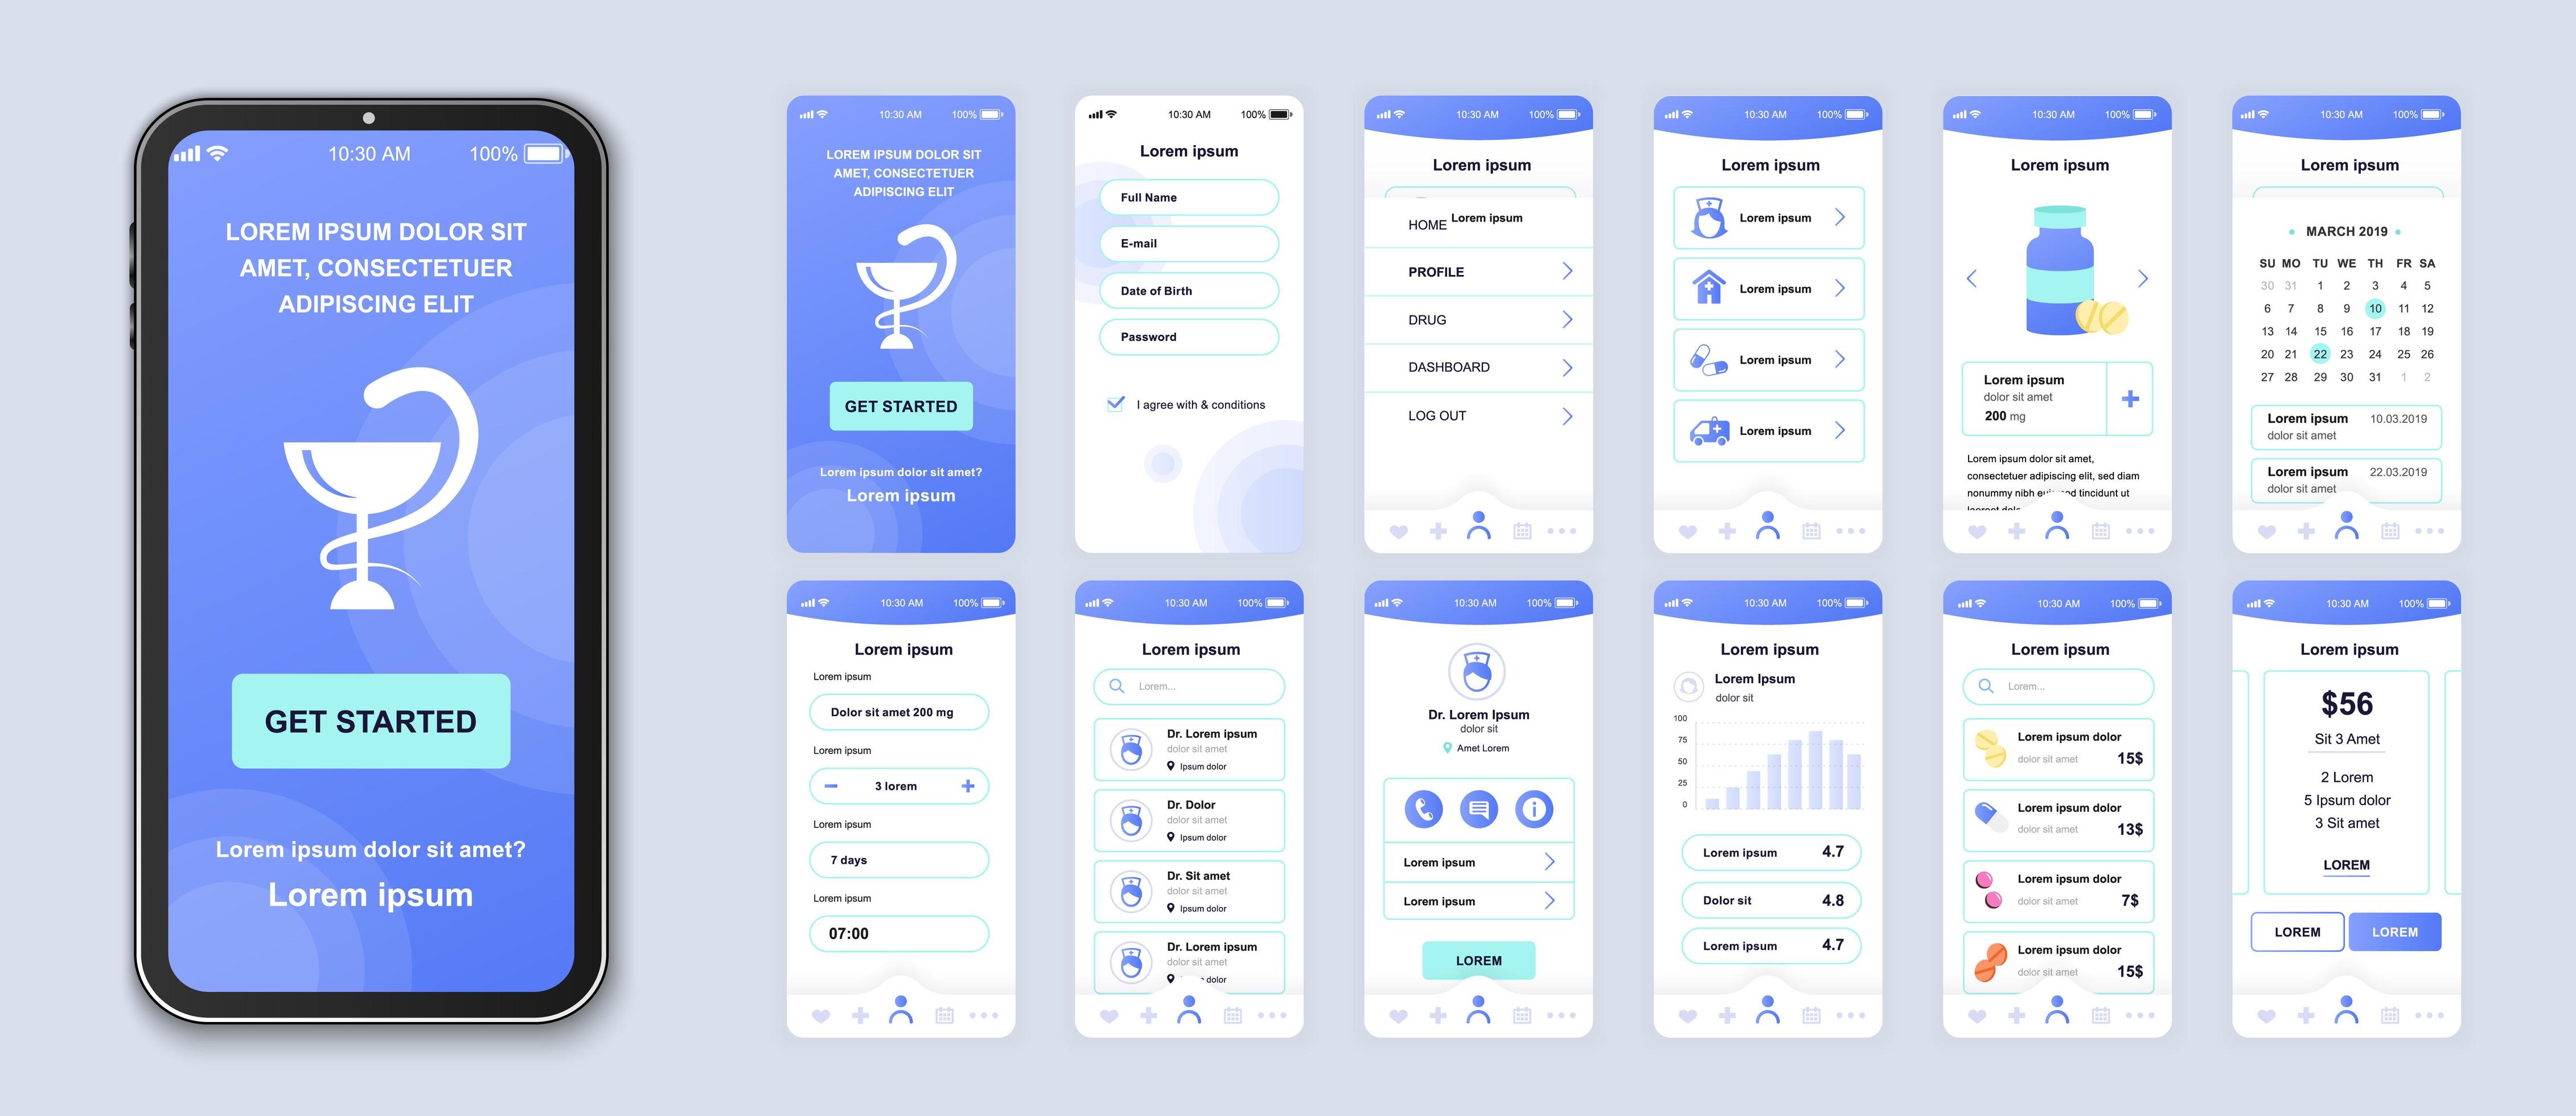 10:30 AM 100%
LOREM IPSUM DOLOR SIT
AMET, CONSECTETUER
ADIPISCING ELIT
GET STARTED
Lorem ipsum dolor sit amet?
Lorem ipsum
10:30 AM 100%
LOREM IPSUM DOLOR SIT
AMET, CONSECTETUER
ADIPISCING ELIT
GET STARTED
Lorem ipsum dolor sit amet?
Lorem ipsum
10:30 AM 100%
Lorem ipsum
Full Name
E-mail
Date of Birth
Password
I agree with & conditions
10:30 AM 100%
Lorem ipsum
HOME Lorem ipsum
PROFILE
DRUG
DASHBOARD
LOG OUT
10:30 AM 100%
Lorem ipsum
Lorem ipsum
Lorem ipsum
Lorem ipsum
Lorem ipsum
10:30 AM 100%
Lorem ipsum
Lorem ipsum
dolor sit amet
200 mg
Lorem ipsum dolor sit amet,
consectetuer adipiscing elit, sed diam
nonummy nibh tincidunt ut
10:30 AM 100%
Lorem ipsum
MARCH 2019
SU MO TU WE TH FR SA
30 31 1 2 3 4 5
6 7 8 9 10 11 12
13 14 15 16 17 18 19
20 21 22 23 24 25 26
27 28 29 30 31 1 2
Lorem ipsum 10.03.2019
dolor sit amet
Lorem ipsum 22.03.2019
dolor sit amet
10:30 AM 100%
Lorem ipsum
Lorem ipsum
Dolor sit amet 200 mg
Lorem ipsum
3 lorem
Lorem ipsum
7 days
Lorem ipsum
07:00
10:30 AM 100%
Lorem ipsum
Lorem...
Dr. Lorem ipsum
dolor sit amet
Ipsum dolor
Dr. Dolor
dolor sit amet
Ipsum dolor
Dr. Sit amet
dolor sit amet
Ipsum dolor
Dr. Lorem ipsum
dolor sit amet
dolor
10:30 AM 100%
Dr. Lorem Ipsum
dolor sit
Amet Lorem
Lorem ipsum
Lorem ipsum
LOREM
10:30 AM 100%
Lorem ipsum
Lorem Ipsum
dolor sit
100
75
50
25
0
Lorem ipsum 4.7
Dolor sit 4.8
Lorem ipsum 4.7
10:30 AM 100%
Lorem ipsum
Lorem...
Lorem ipsum dolor
dolor sit amet 15$
Lorem ipsum dolor
dolor sit amet 13$
Lorem ipsum dolor
dolor sit amet 7$
Lorem ipsum dolor
dolor sit amet 15$
10:30 AM 100%
Lorem ipsum
$56
Sit 3 Amet
2 Lorem
5 Ipsum dolor
3 Sit amet
LOREM
LOREM LOREM